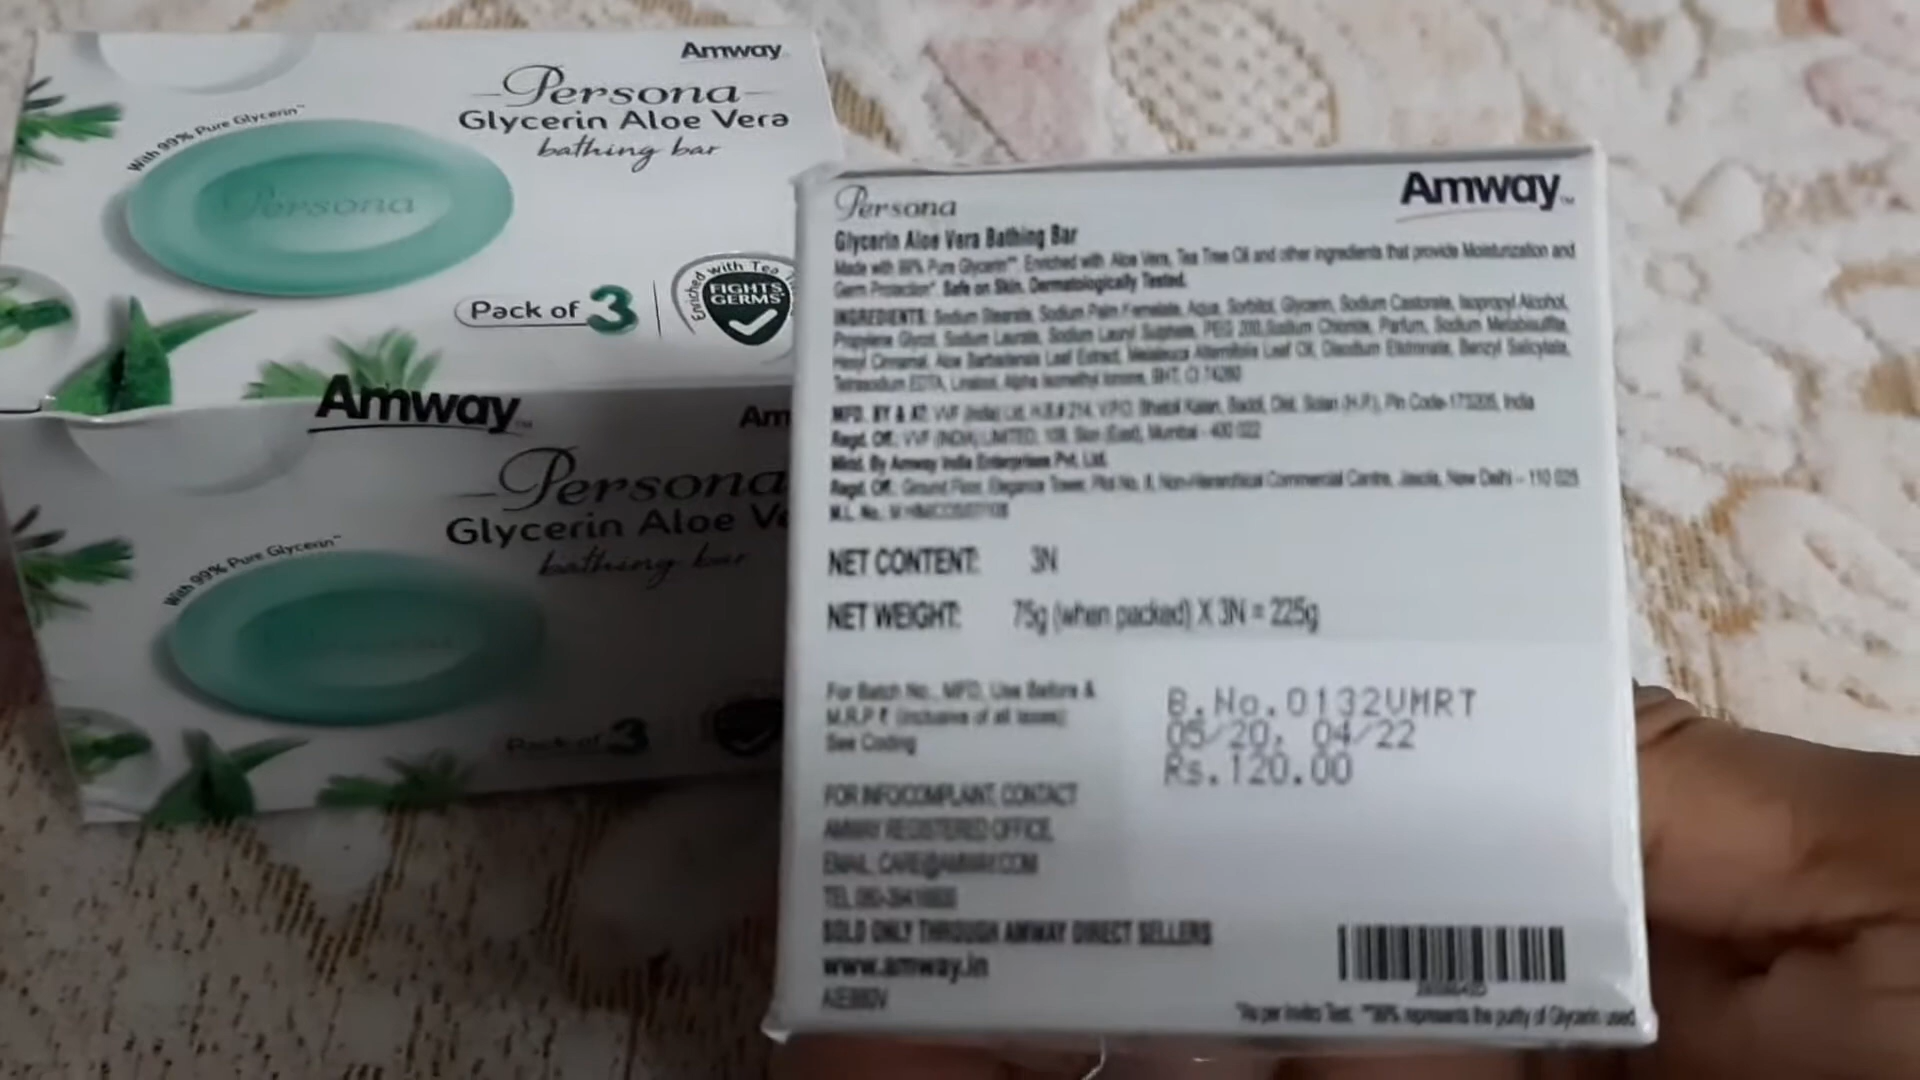 Amway
Persona
Glycerin Aloe Vera
bathing bar
With 99% Pure Glycerin**
Persona
Pack of 3
Enriched with Tea
FIGHTS
GERMS*
Amway™
Am
Persona
Glycerin Aloe Ve
bathing bar
With 99% Pure Glycerin**
Pack of 3
Persona
Amway™
Glycerin Aloe Vera Bathing Bar
Made with 99% Pure Glycerin**. Enriched with Aloe Vera, Tea Tree Oil and other ingredients that provide Moisturization and
Germ Protection*. Safe on Skin. Dermatologically Tested.
INGREDIENTS: Sodium Stearate, Sodium Palm Kernelate, Aqua, Sorbitol, Glycerin, Sodium Castorate, Isopropyl Alcohol,
Propylene Glycol, Sodium Laurate, Sodium Lauryl Sulphate, PEG 200, Sodium Chloride, Parfum, Sodium Metabisulfite,
Hexyl Cinnamal, Aloe Barbadensis Leaf Extract, Melaleuca Alternifolia Leaf Oil, Disodium Etidronate, Benzyl Salicylate,
Tetrasodium EDTA, Linalool, Alpha Isomethyl Ionone, BHT, CI
MFD. BY & AT: VVF (India) Ltd. V.P.O. Bhatoli Kalan, Baddi, Dist. Solan (H.P.), Pin Code-173205, India
Regd. Off.: VVF (INDIA) LIMITED, 109, Sion (East), Mumbai - 400 022
Mktd. By Amway India Enterprises Pvt. Ltd.
Regd. Off.: Ground Floor, Elegance Tower, Plot No. 8, Non-Hierarchical Commercial Centre, Jasola, New Delhi – 110 025
M.L. No.
NET CONTENT: 3N
NET WEIGHT: 75g (when packed) X 3N = 225g
For Batch No., MFD, Use Before &
M.R.P ₹ (inclusive of all taxes)
See Coding
B.No.0132VMRT
05/20, 04/22
Rs.120.00
FOR INFO/COMPLAINT, CONTACT
AMWAY REGISTERED OFFICE,
EMAIL: CARE@AMWAY.COM
TEL
SOLD ONLY THROUGH AMWAY DIRECT SELLERS
www.amway.in
*As per Invitro Test. **99% represents the purity of Glycerin used